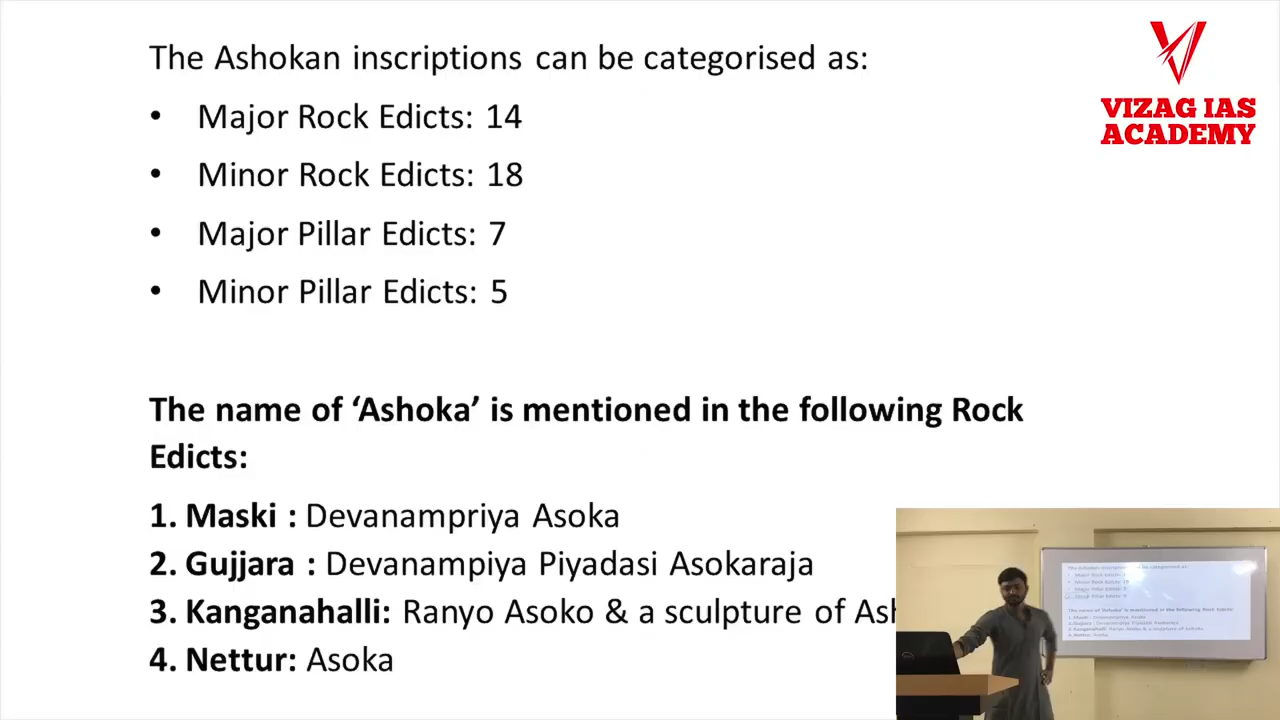 The Ashokan inscriptions can be categorised as:
• Major Rock Edicts: 14
• Minor Rock Edicts: 18
• Major Pillar Edicts: 7
• Minor Pillar Edicts: 5
The name of ‘Ashoka’ is mentioned in the following Rock
Edicts:
1. Maski : Devanampriya Asoka
2. Gujjara : Devanampiya Piyadasi Asokaraja
3. Kanganahalli: Ranyo Asoko & a sculpture of
4. Nettur: Asoka
VIZAG IAS
ACADEMY